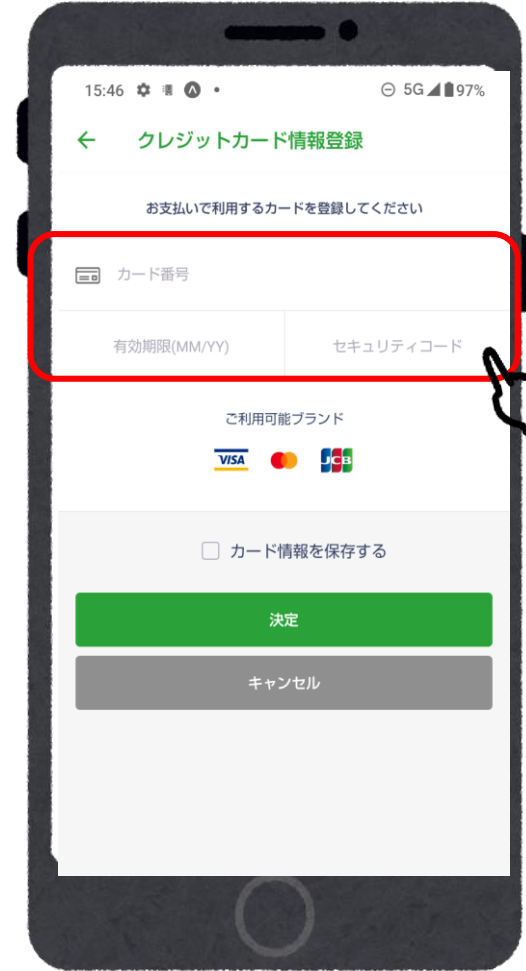 15:46 5G 97%
クレジットカード情報登録
お支払いで利用するカードを登録してください
カード番号
有効期限(MM/YY) セキュリティコード
ご利用可能ブランド
VISA JCB
カード情報を保存する
決定
キャンセル